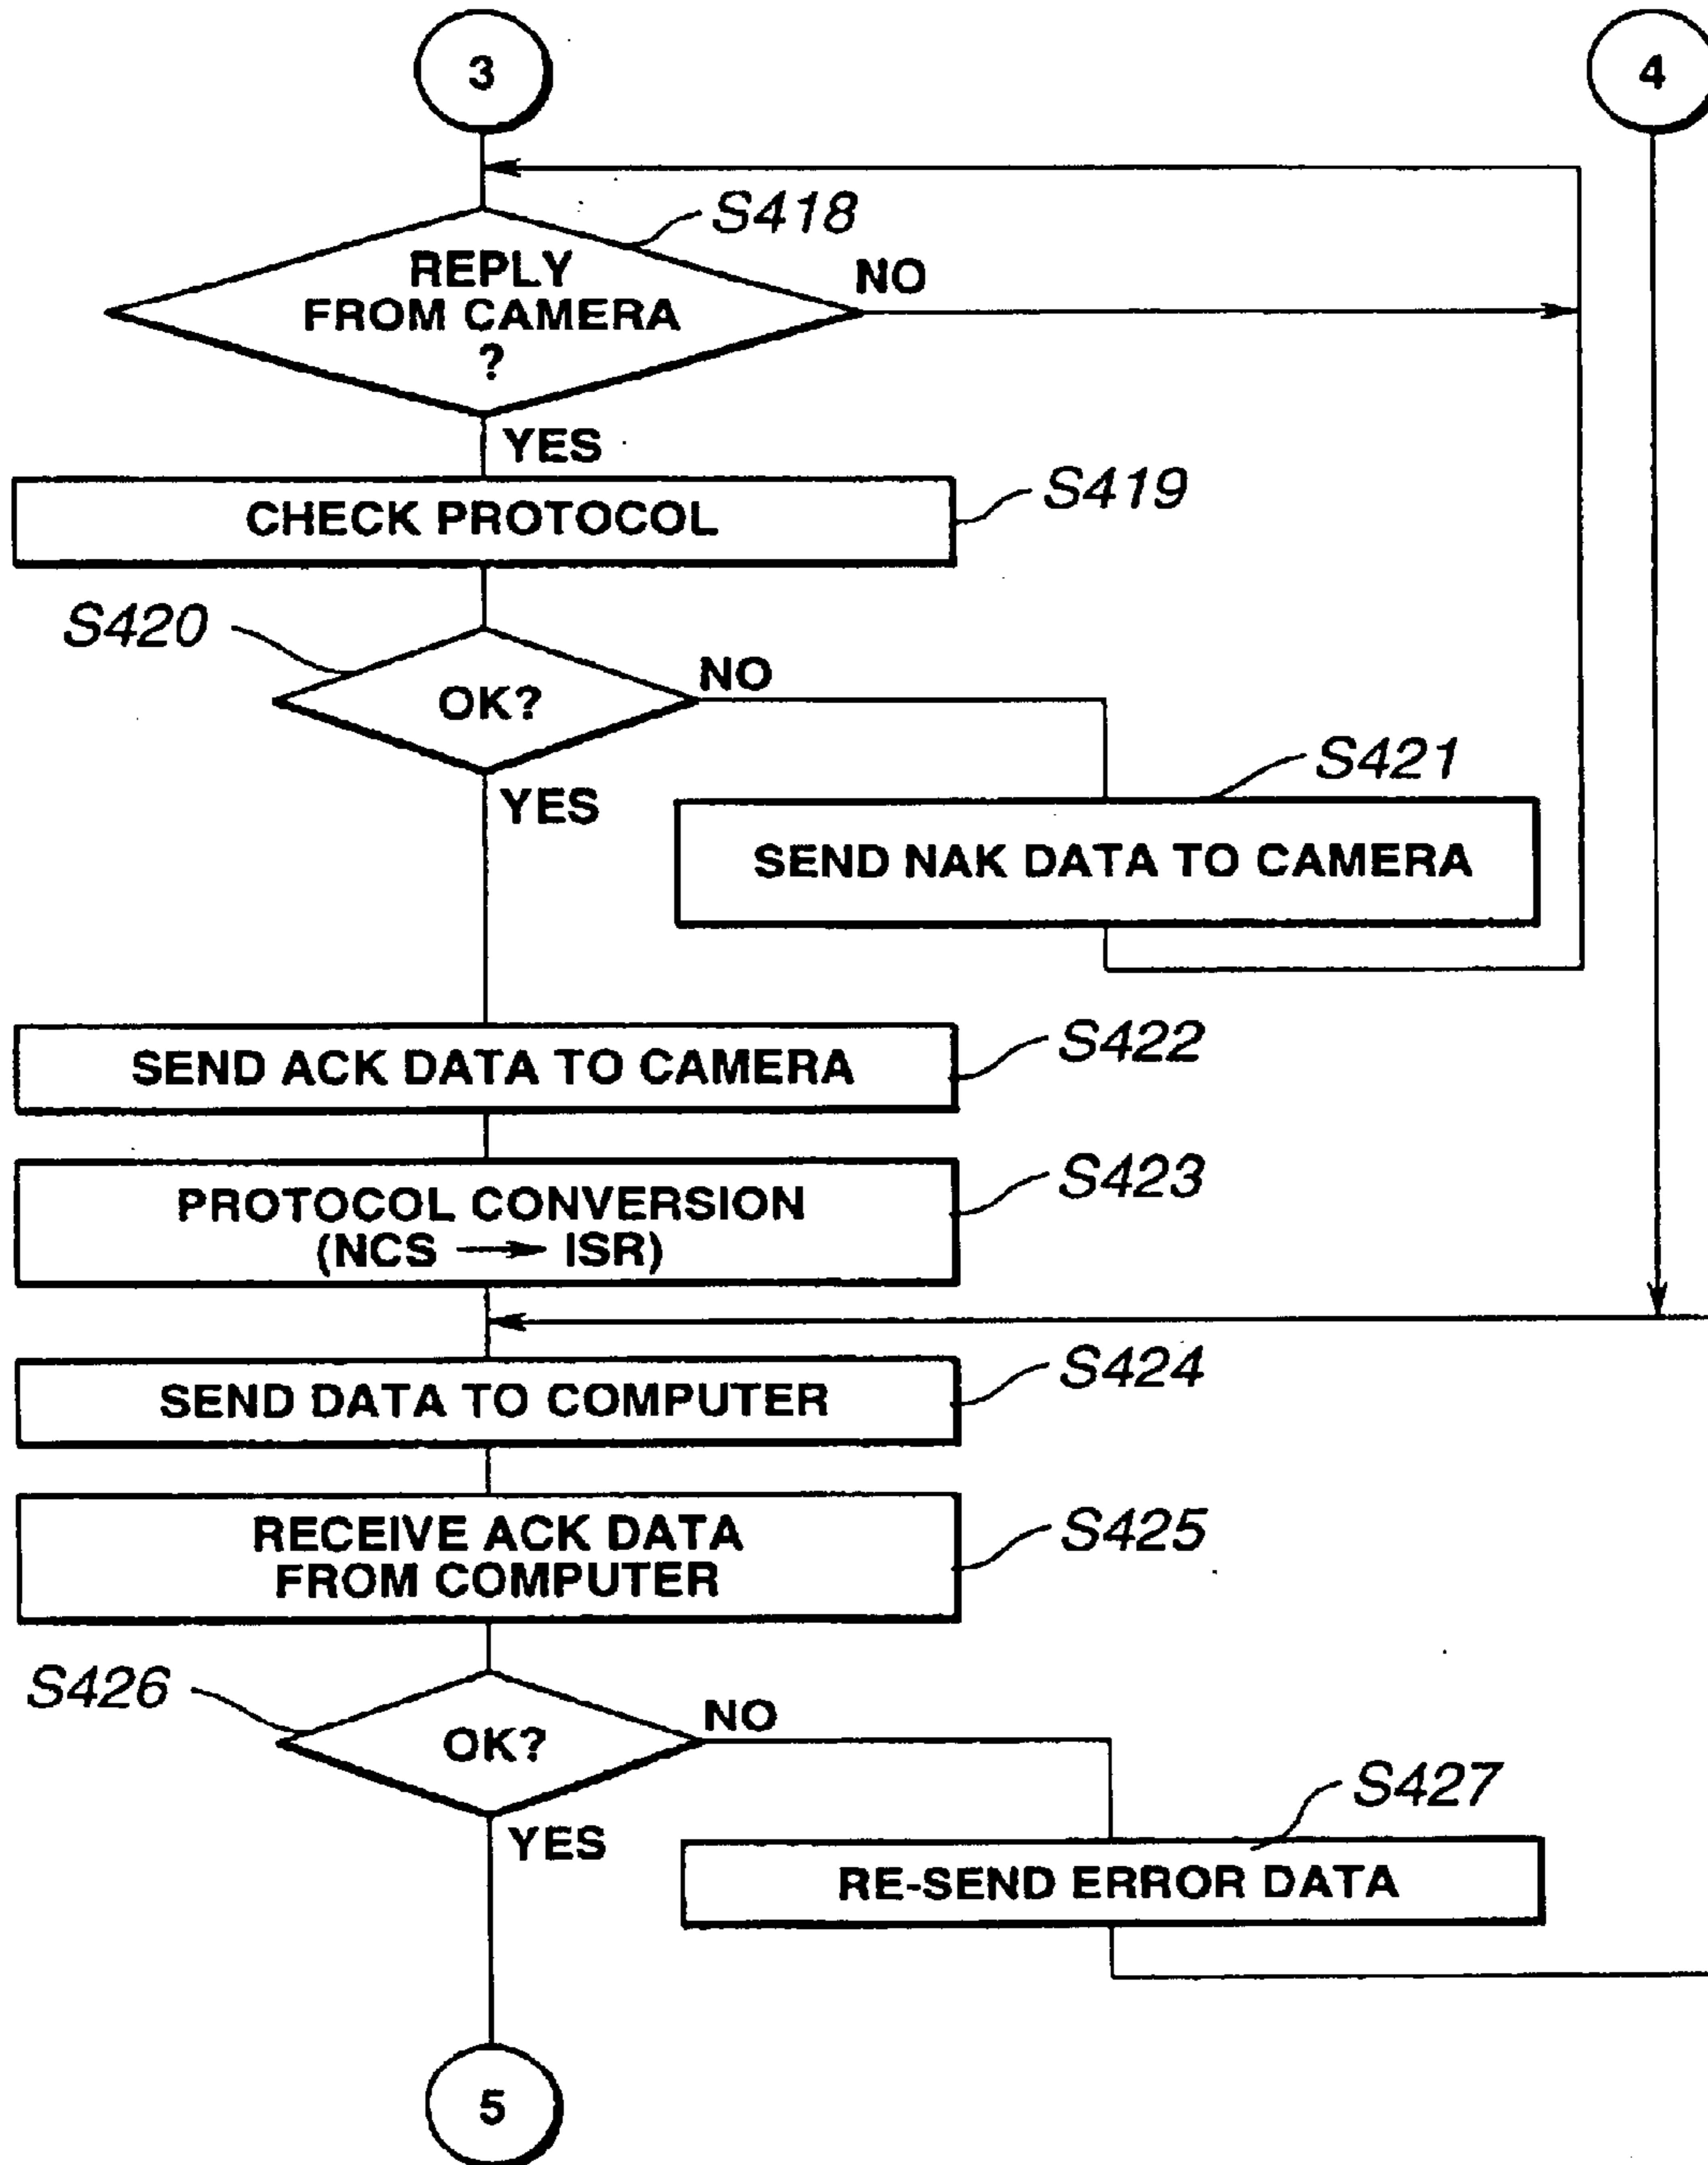 3
4
S418
REPLY
FROM CAMERA
?
NO
YES
CHECK PROTOCOL
S419
S420
OK?
NO
YES
S421
SEND NAK DATA TO CAMERA
SEND ACK DATA TO CAMERA
S422
PROTOCOL CONVERSION
(NCS → ISR)
S423
SEND DATA TO COMPUTER
S424
RECEIVE ACK DATA
FROM COMPUTER
S425
S426
OK?
NO
YES
S427
RE-SEND ERROR DATA
5